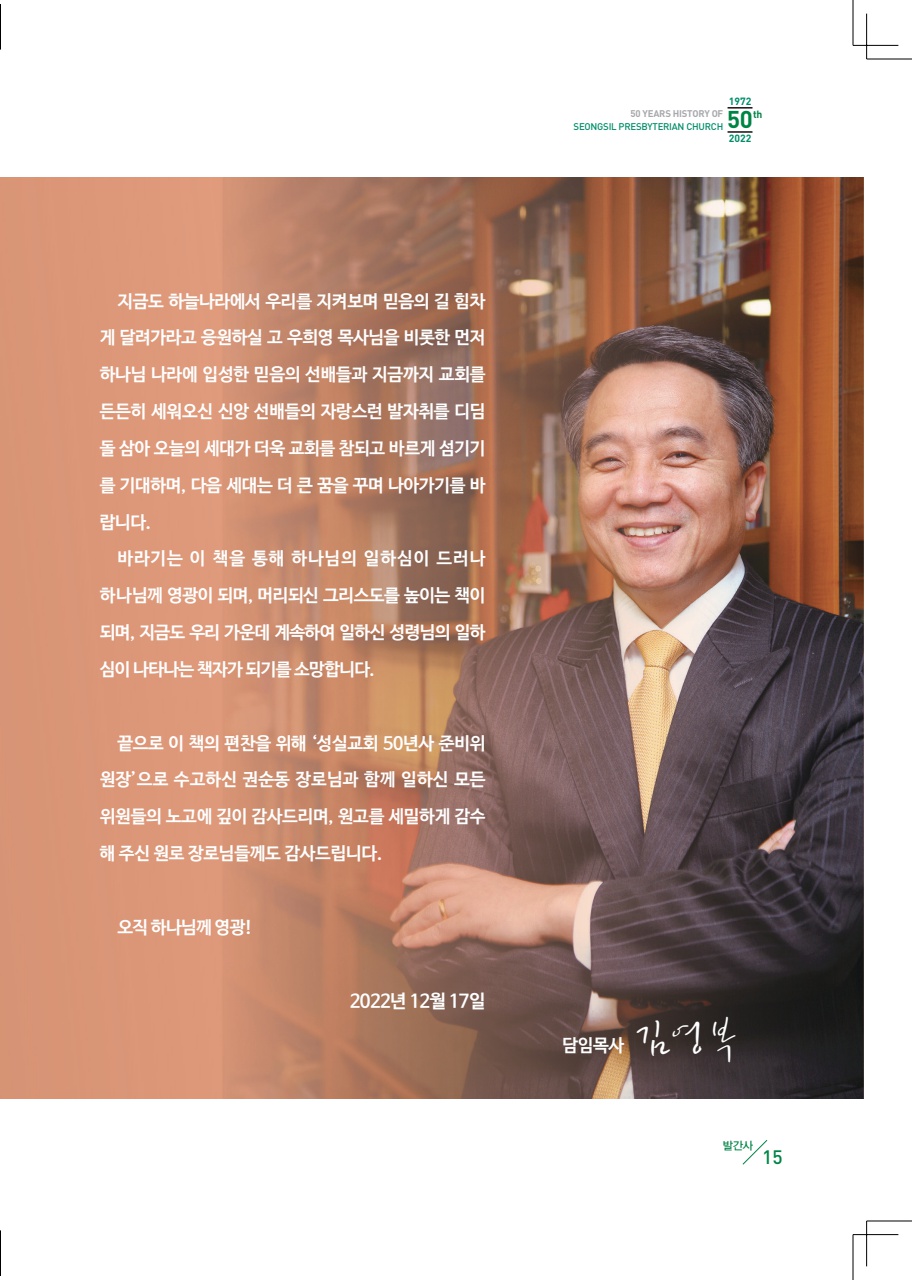 1972
50 YEARS HISTORY OF
SEONGSIL PRESBYTERIAN CHURCH
50th
2022
지금도 하늘나라에서 우리를 지켜보며 믿음의 길 힘차
게 달려가라고 응원하실 고 우희영 목사님을 비롯한 먼저
하나님 나라에 입성한 믿음의 선배들과 지금까지 교회를
든든히 세워오신 신앙 선배들의 자랑스런 발자취를 디딤
돌 삼아 오늘의 세대가 더욱 교회를 참되고 바르게 섬기기
를 기대하며, 다음 세대는 더 큰 꿈을 꾸며 나아가기를 바
랍니다.
바라기는 이 책을 통해 하나님의 일하심이 드러나
하나님께 영광이 되며, 머리되신 그리스도를 높이는 책이
되며, 지금도 우리 가운데 계속하여 일하신 성령님의 일하
심이 나타나는 책자가 되기를 소망합니다.
끝으로 이 책의 편찬을 위해 ‘성실교회 50년사 준비위
원장’으로 수고하신 권순동 장로님과 함께 일하신 모든
위원들의 노고에 깊이 감사드리며, 원고를 세밀하게 감수
해 주신 원로 장로님들께도 감사드립니다.
오직 하나님께 영광!
2022년 12월 17일
담임목사 김영복
발간사
15